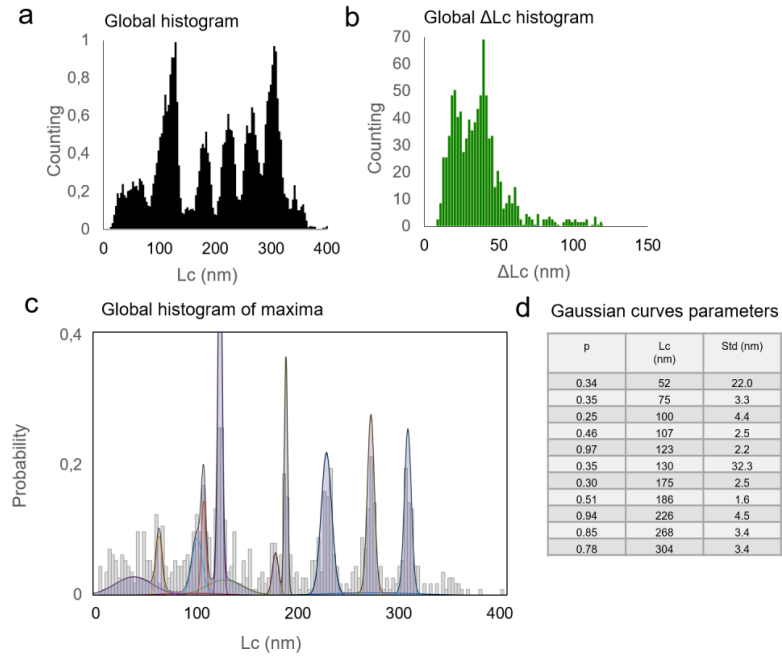 a
Global histogram
Counting
1
0,8
0,6
0,4
0,2
0
0 100 200 300 400
Lc (nm)
b
Global ΔLc histogram
Counting
70
60
50
40
30
20
10
0
0 50 100 150
ΔLc (nm)
c
Global histogram of maxima
Probability
0,4
0,2
0
0 100 200 300 400
Lc (nm)
d
Gaussian curves parameters
p Lc (nm) Std (nm)
0.34 52 22.0
0.35 75 3.3
0.25 100 4.4
0.46 107 2.5
0.97 123 2.2
0.35 130 32.3
0.30 175 2.5
0.51 186 1.6
0.94 226 4.5
0.85 268 3.4
0.78 304 3.4